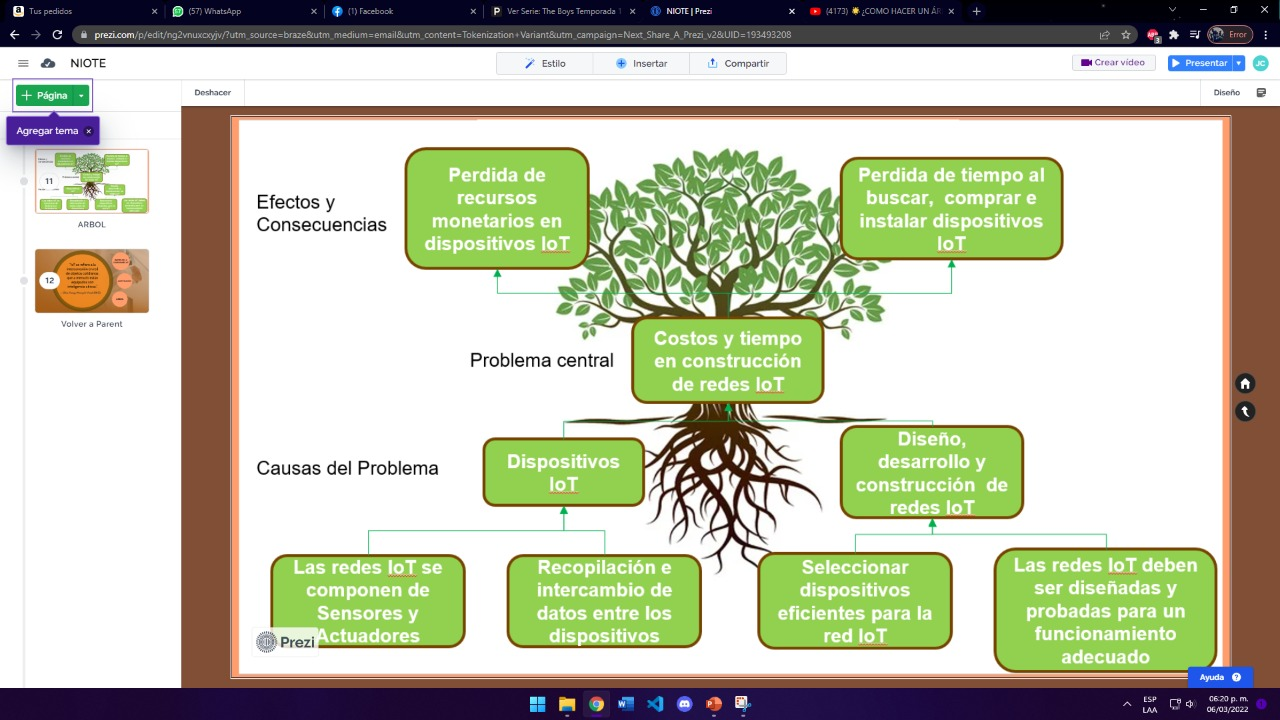 Tus pedidos
(57) WhatsApp
(1) Facebook
Ver Serie: The Boys Temporada 1
NIOTE | Prezi
(4173) ☀️ ¿COMO HACER UN ÁR
prezi.com/p/edit/ng2vnuxcxyjv/?utm_source=braze&utm_medium=email&utm_content=Tokenization+Variant&utm_campaign=Next_Share_A_Prezi_v2&UID=193493208
Error
NIOTE
Estilo
Insertar
Compartir
Crear vídeo
Presentar
JC
+ Página
Deshacer
Diseño
Agregar tema
11
ARBOL
12
Volver a Parent
Efectos y
Consecuencias
Perdida de
recursos
monetarios en
dispositivos IoT
Perdida de tiempo al
buscar, comprar e
instalar dispositivos
IoT
Problema central
Costos y tiempo
en construcción
de redes IoT
Causas del Problema
Dispositivos
IoT
Diseño,
desarrollo y
construcción de
redes IoT
Las redes IoT se
componen de
Sensores y
Actuadores
Recopilación e
intercambio de
datos entre los
dispositivos
Seleccionar
dispositivos
eficientes para la
red IoT
Las redes IoT deben
ser diseñadas y
probadas para un
funcionamiento
adecuado
Prezi
Ayuda
ESP
LAA
06:20 p. m.
06/03/2022